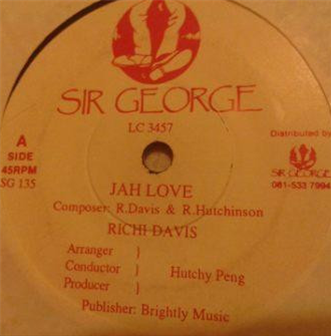 SIR GEORGE
LC 3457
A
SIDE
45RPM
SG 135
Distributed by
SIR GEORGE
081-533 7994
JAH LOVE
Composer: R.Davis & R.Hutchinson
RICHI DAVIS
Arranger )
Conductor ) Hutchy Peng
Producer )
Publisher: Brightly Music